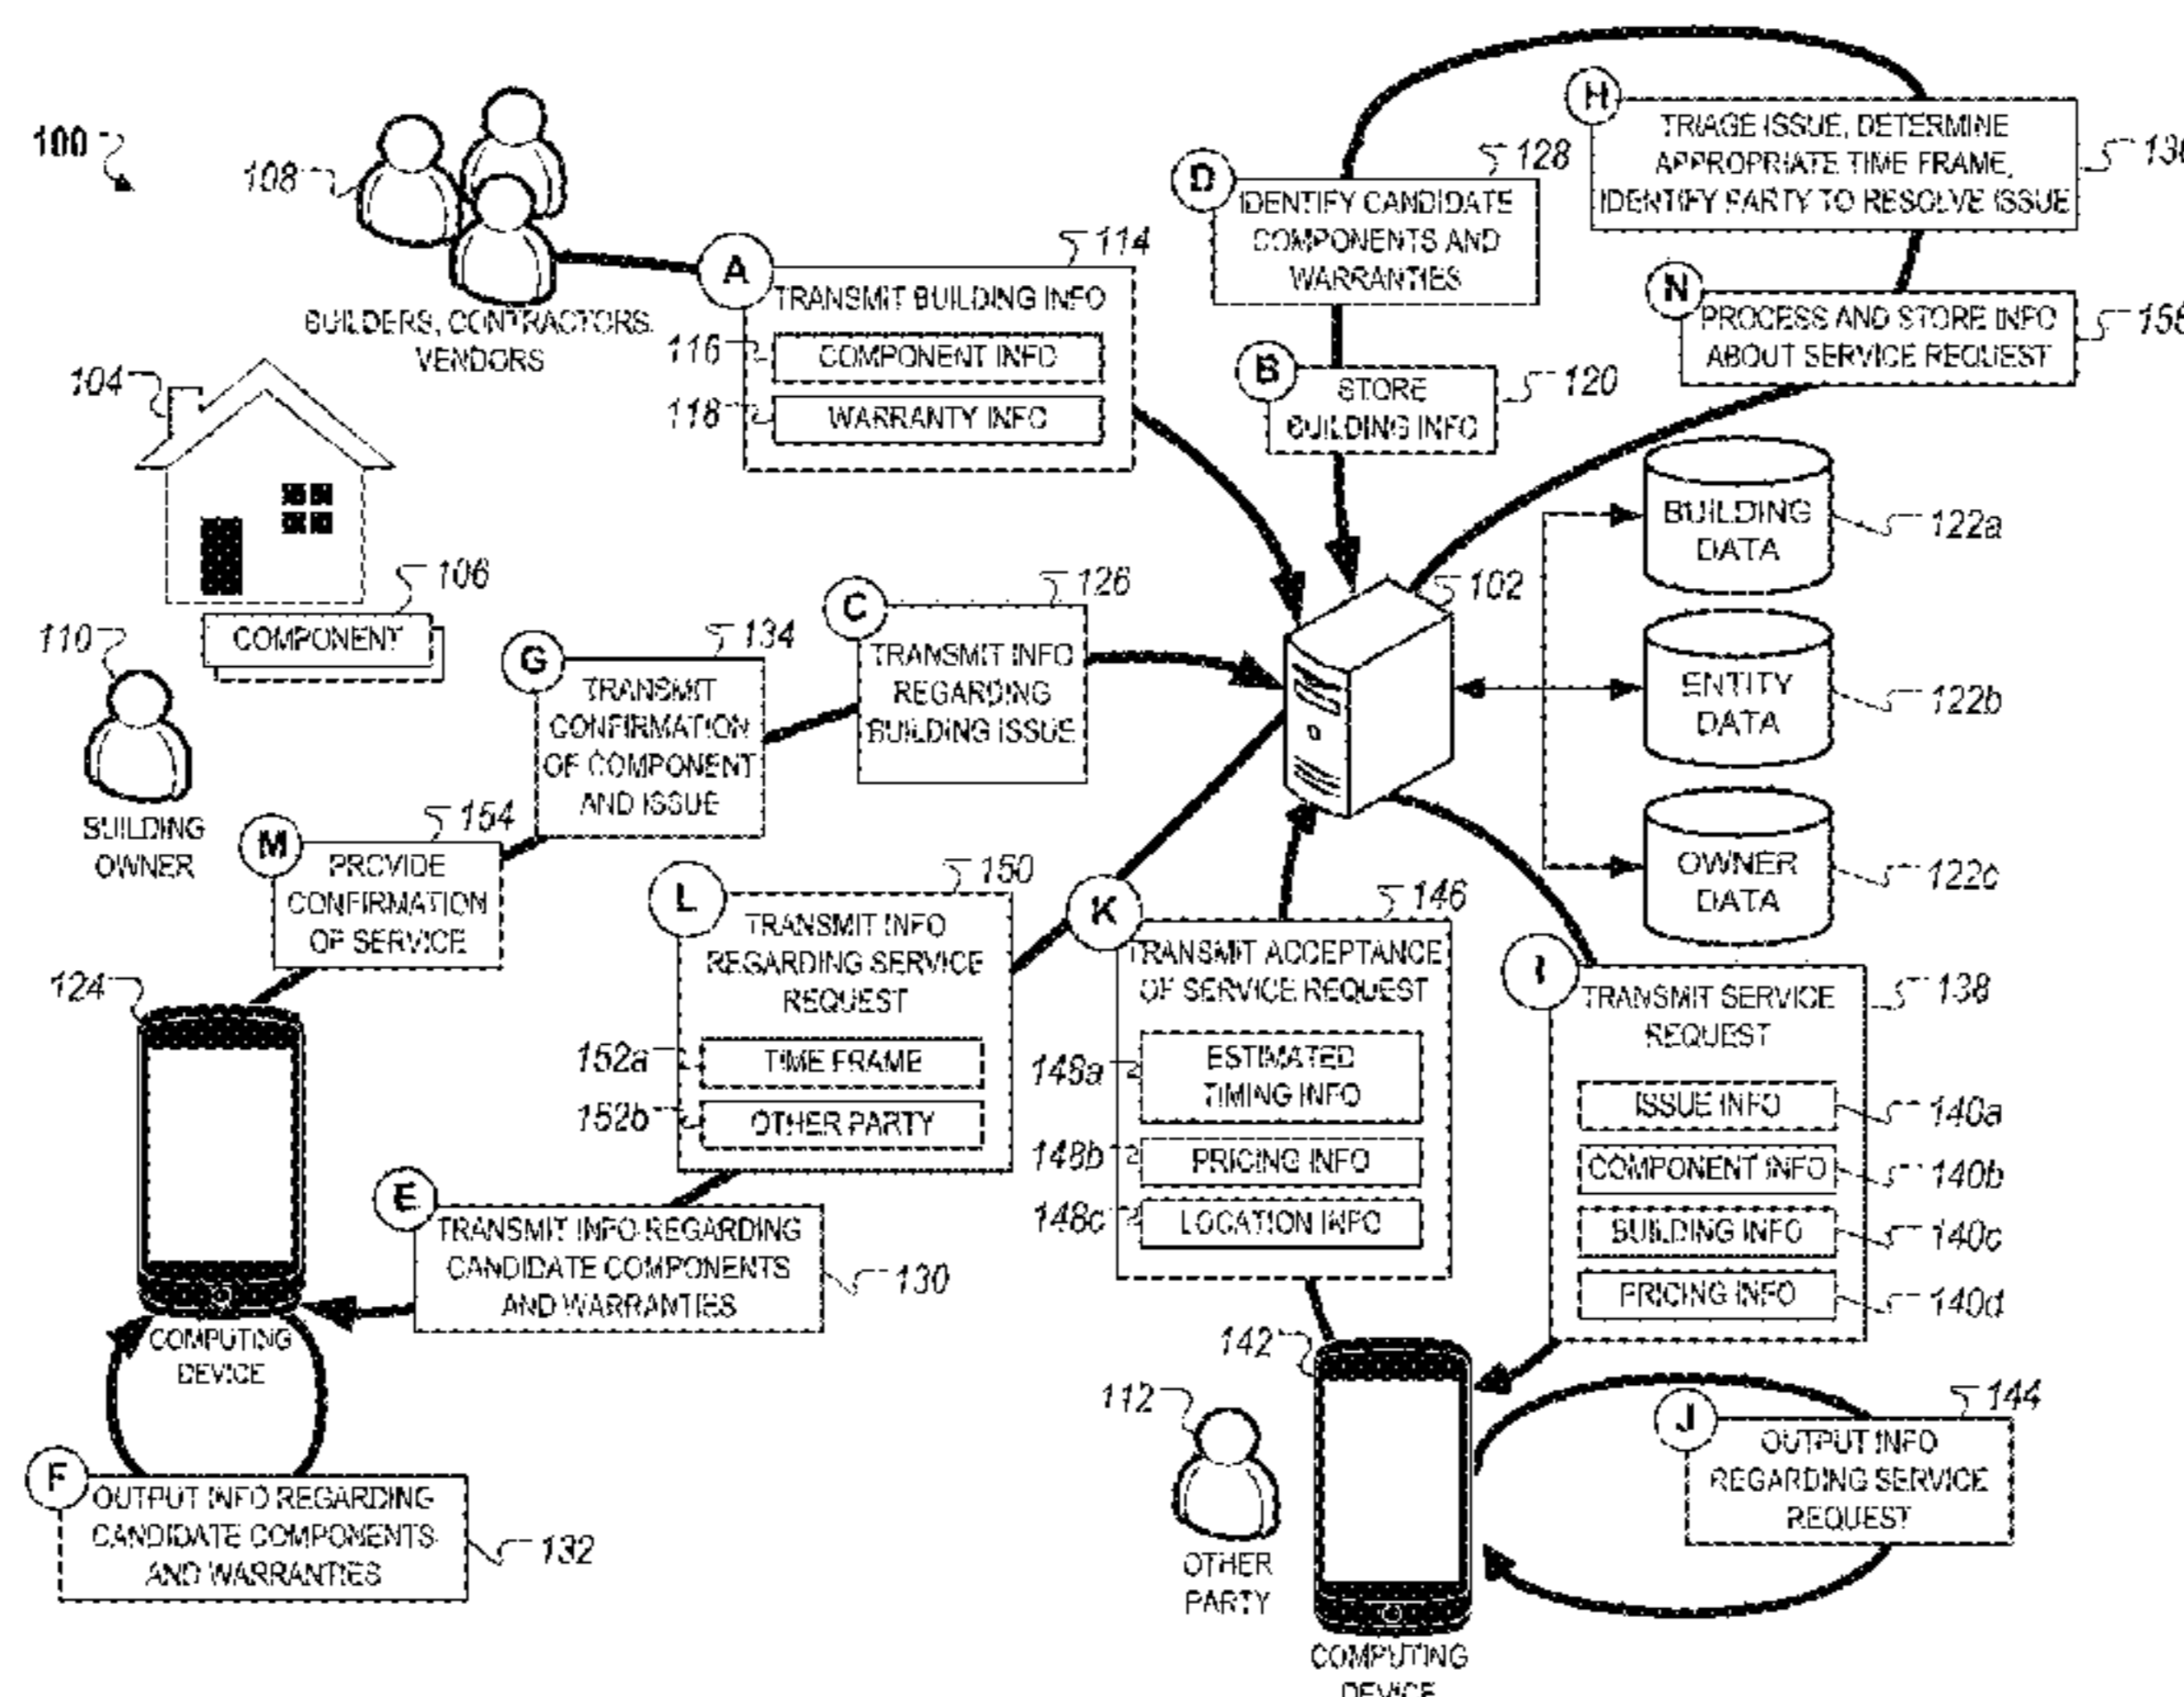 100
108
BUILDERS, CONTRACTORS,
VENDORS
A
114
TRANSMIT BUILDING INFO
116
COMPONENT INFO
118
WARRANTY INFO
D
128
IDENTIFY CANDIDATE
COMPONENTS AND
WARRANTIES
H
TRIAGE ISSUE, DETERMINE
APPROPRIATE TIME FRAME,
IDENTIFY PARTY TO RESOLVE ISSUE
N
PROCESS AND STORE INFO
ABOUT SERVICE REQUEST
B
120
STORE
BUILDING INFO
104
106
COMPONENT
110
BUILDING
OWNER
102
BUILDING
DATA
122a
ENTITY
DATA
122b
OWNER
DATA
122c
C
126
TRANSMIT INFO
REGARDING
BUILDING ISSUE
G
134
TRANSMIT
CONFIRMATION
OF COMPONENT
AND ISSUE
M
154
PROVIDE
CONFIRMATION
OF SERVICE
L
150
TRANSMIT INFO
REGARDING SERVICE
REQUEST
152a
TIME FRAME
152b
OTHER PARTY
K
146
TRANSMIT ACCEPTANCE
OF SERVICE REQUEST
148a
ESTIMATED
TIMING INFO
148b
PRICING INFO
148c
LOCATION INFO
I
138
TRANSMIT SERVICE
REQUEST
ISSUE INFO
140a
COMPONENT INFO
140b
BUILDING INFO
140c
PRICING INFO
140d
124
COMPUTING
DEVICE
E
TRANSMIT INFO REGARDING
CANDIDATE COMPONENTS
AND WARRANTIES
130
F
OUTPUT INFO REGARDING
CANDIDATE COMPONENTS
AND WARRANTIES
132
112
OTHER
PARTY
142
COMPUTING
DEVICE
J
144
OUTPUT INFO
REGARDING SERVICE
REQUEST